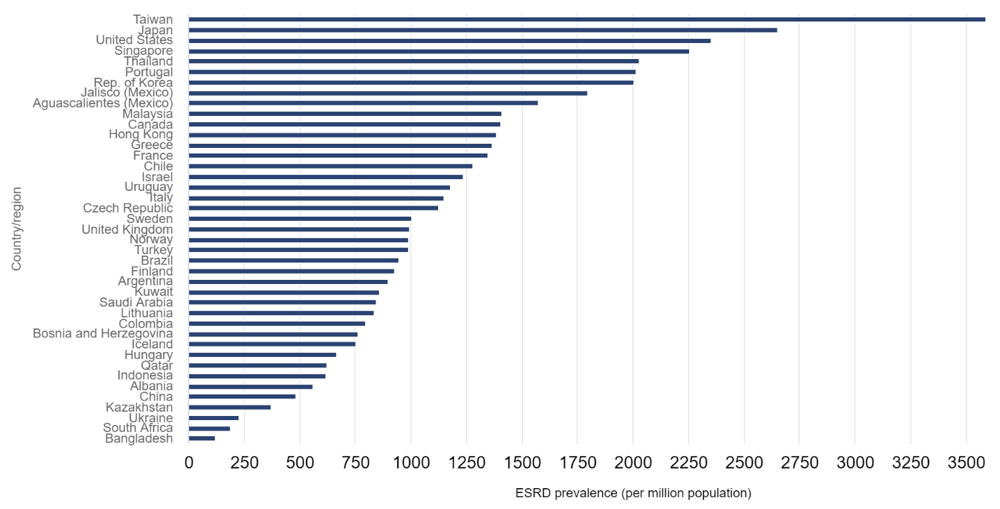 Taiwan
Japan
United States
Singapore
Thailand
Portugal
Rep. of Korea
Jalisco (Mexico)
Aguascalientes (Mexico)
Malaysia
Canada
Hong Kong
Greece
France
Chile
Israel
Uruguay
Italy
Czech Republic
Sweden
United Kingdom
Norway
Turkey
Brazil
Finland
Argentina
Kuwait
Saudi Arabia
Lithuania
Colombia
Bosnia and Herzegovina
Iceland
Hungary
Qatar
Indonesia
Albania
China
Kazakhstan
Ukraine
South Africa
Bangladesh
Country/region
0 250 500 750 1000 1250 1500 1750 2000 2250 2500 2750 3000 3250 3500
ESRD prevalence (per million population)